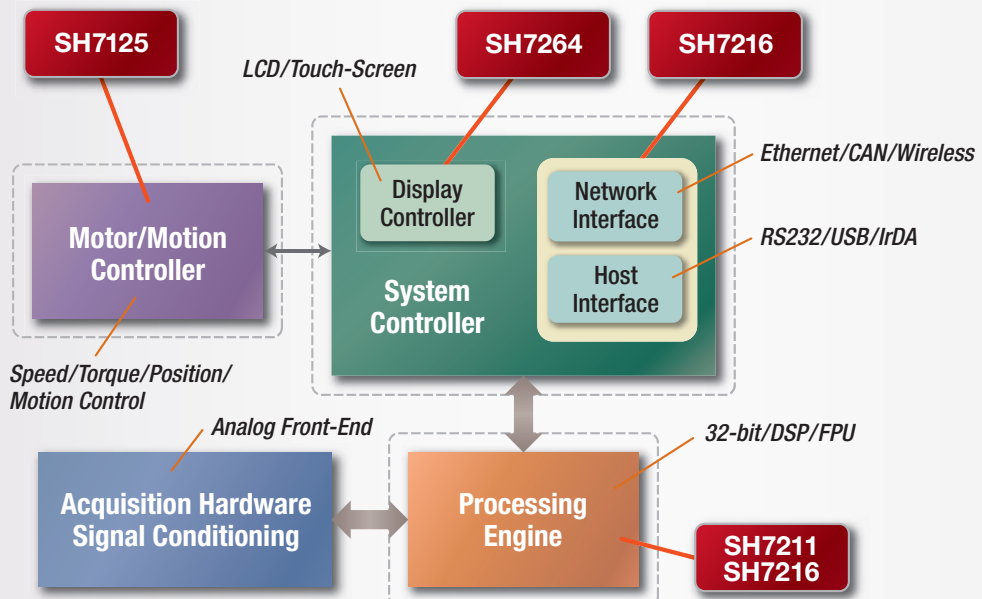 SH7125
SH7264
SH7216
LCD/Touch-Screen
Ethernet/CAN/Wireless
Display
Controller
Network
Interface
Motor/Motion
Controller
RS232/USB/IrDA
Host
Interface
System
Controller
Speed/Torque/Position/
Motion Control
Analog Front-End
32-bit/DSP/FPU
Acquisition Hardware
Signal Conditioning
Processing
Engine
SH7211
SH7216